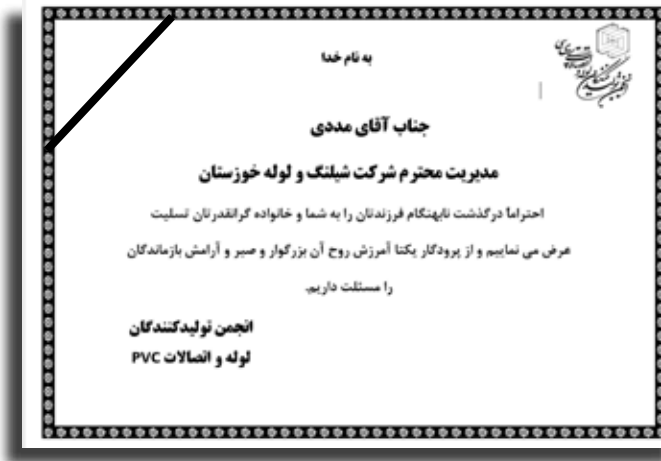 به نام خدا
جناب آقای مددی
مدیریت محترم شرکت شیلنگ و لوله خوزستان
احتراماً درگذشت نابهنگام فرزندتان را به شما و خانواده گرانقدرتان تسلیت
عرض می نماییم و از پرودگار یکتا آمرزش روح آن بزرگوار و صبر و آرامش بازماندگان
را مسئلت داریم.
انجمن تولیدکنندگان
لوله و اتصالات PVC